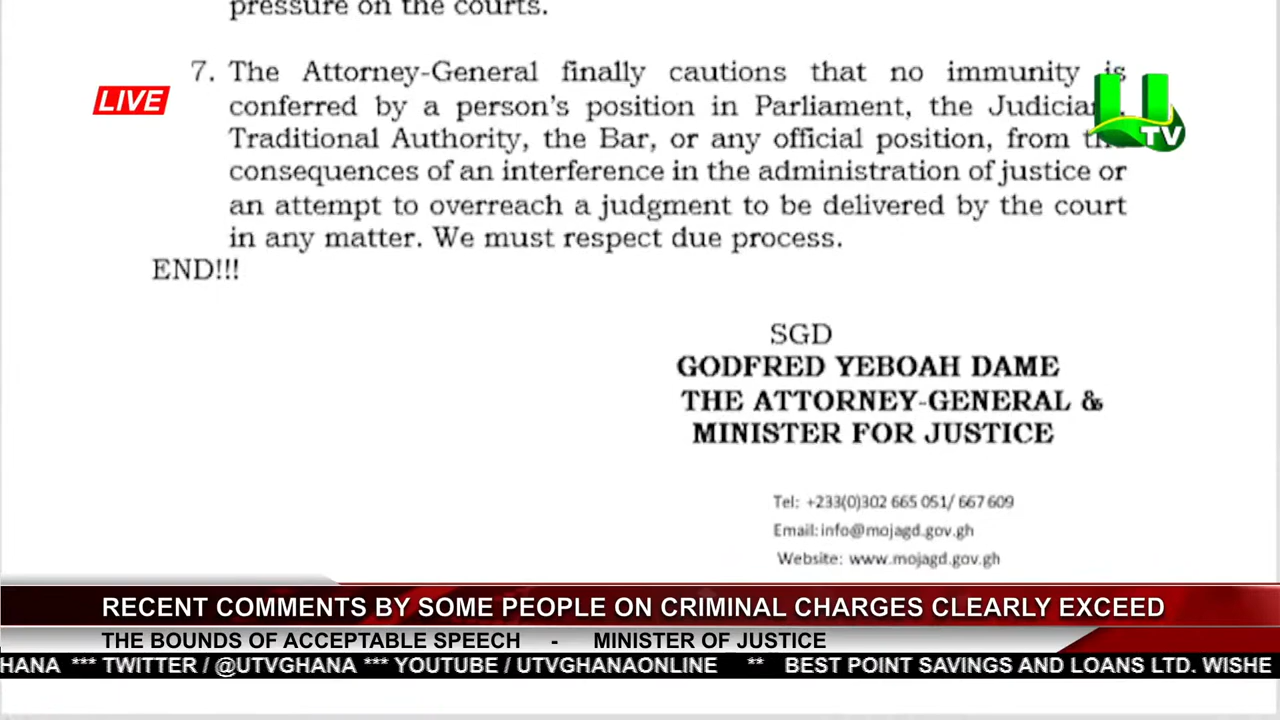 pressure on the courts.
7. The Attorney-General finally cautions that no immunity is
conferred by a person's position in Parliament, the
Traditional Authority, the Bar, or any official position, from the
consequences of an interference in the administration of justice or
an attempt to overreach a judgment to be delivered by the court
in any matter. We must respect due process.
END!!!
SGD
GODFRED YEBOAH DAME
THE ATTORNEY-GENERAL &
MINISTER FOR JUSTICE
Tel: +233(0)302 665 051/ 667 609
Email: info@mojagd.gov.gh
Website: www.mojagd.gov.gh
LIVE
U
TV
RECENT COMMENTS BY SOME PEOPLE ON CRIMINAL CHARGES CLEARLY EXCEED
THE BOUNDS OF ACCEPTABLE SPEECH - MINISTER OF JUSTICE
HANA *** TWITTER / @UTVGHANA *** YOUTUBE / UTVGHANAONLINE ** BEST POINT SAVINGS AND LOANS LTD. WISHE